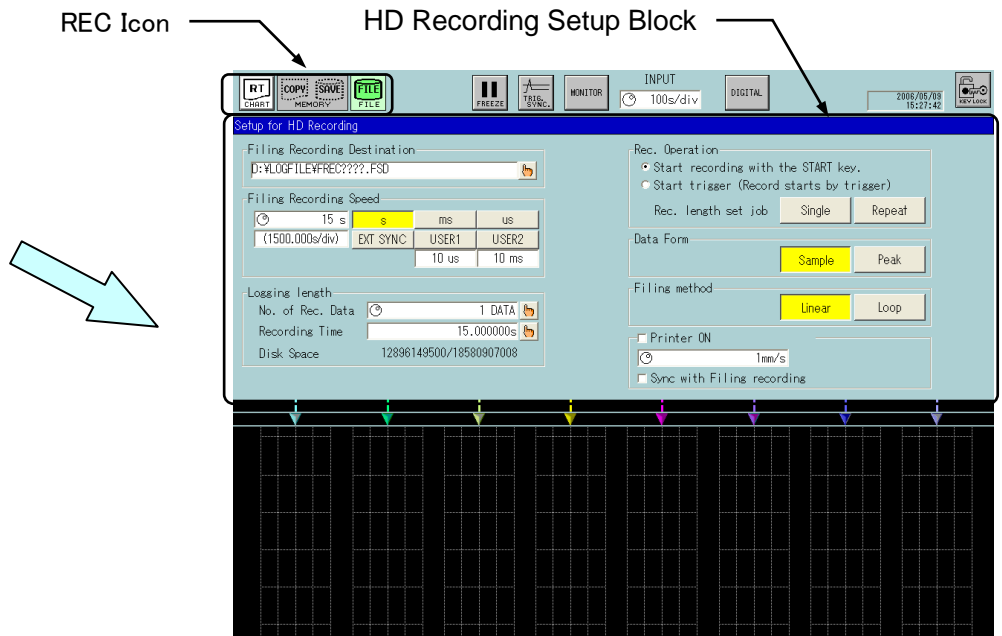 REC Icon
HD Recording Setup Block
RT
CHART
COPY SAVE
MEMORY
FILE
FILE
FREEZE
TRIG.
SYNC.
MONITOR
INPUT
100s/div
DIGITAL
2006/05/09
15:27:42
KEY LOCK
Setup for HD Recording
Filing Recording Destination
D:¥LOGFILE¥FREC????.FSD
Filing Recording Speed
15 s s ms us
(1500.000s/div) EXT SYNC USER1 USER2
10 us 10 ms
Logging length
No. of Rec. Data 1 DATA
Recording Time 15.000000s
Disk Space 12896149500/18580907008
Rec. Operation
Start recording with the START key.
Start trigger (Record starts by trigger)
Rec. length set job Single Repeat
Data Form
Sample Peak
Filing method
Linear Loop
Printer ON
1mm/s
Sync with Filing recording